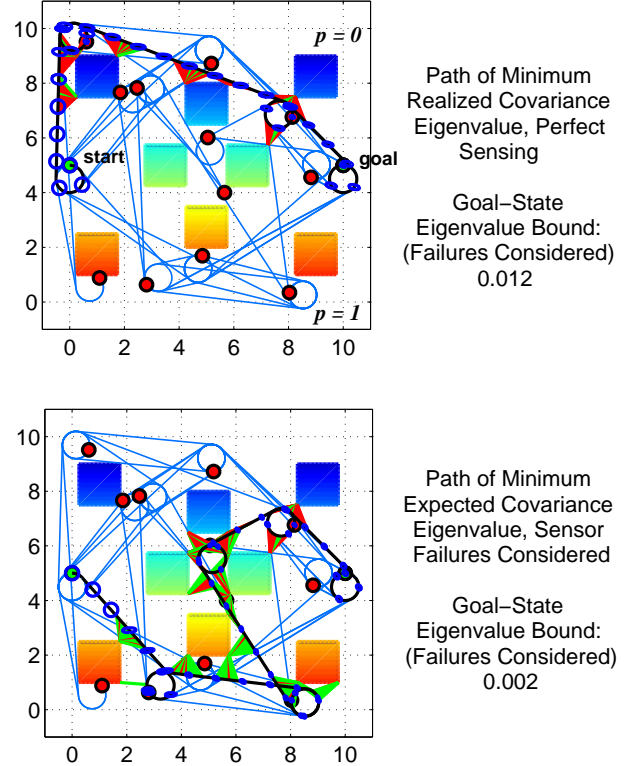 10
8
6
4
2
0
0 2 4 6 8 10
p = 0
start
goal
p = 1
Path of Minimum
Realized Covariance
Eigenvalue, Perfect
Sensing
Goal−State
Eigenvalue Bound:
(Failures Considered)
0.012
10
8
6
4
2
0
0 2 4 6 8 10
Path of Minimum
Expected Covariance
Eigenvalue, Sensor
Failures Considered
Goal−State
Eigenvalue Bound:
(Failures Considered)
0.002